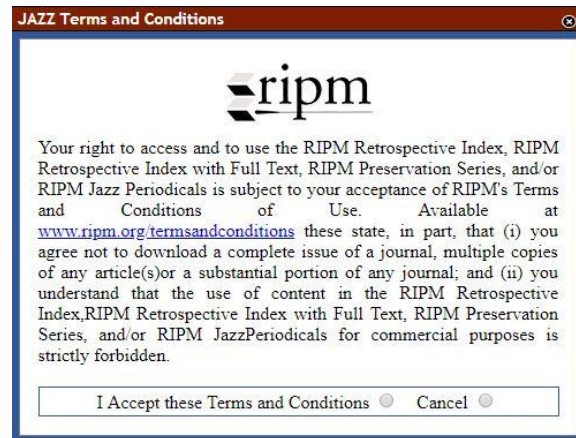 JAZZ Terms and Conditions
ripm
Your right to access and to use the RIPM Retrospective Index, RIPM
Retrospective Index with Full Text, RIPM Preservation Series, and/or
RIPM Jazz Periodicals is subject to your acceptance of RIPM's Terms
and Conditions of Use. Available at
www.ripm.org/termsandconditions these state, in part, that (i) you
agree not to download a complete issue of a journal, multiple copies
of any article(s)or a substantial portion of any journal; and (ii) you
understand that the use of content in the RIPM Retrospective
Index,RIPM Retrospective Index with Full Text, RIPM Preservation
Series, and/or RIPM JazzPeriodicals for commercial purposes is
strictly forbidden.
I Accept these Terms and Conditions Cancel